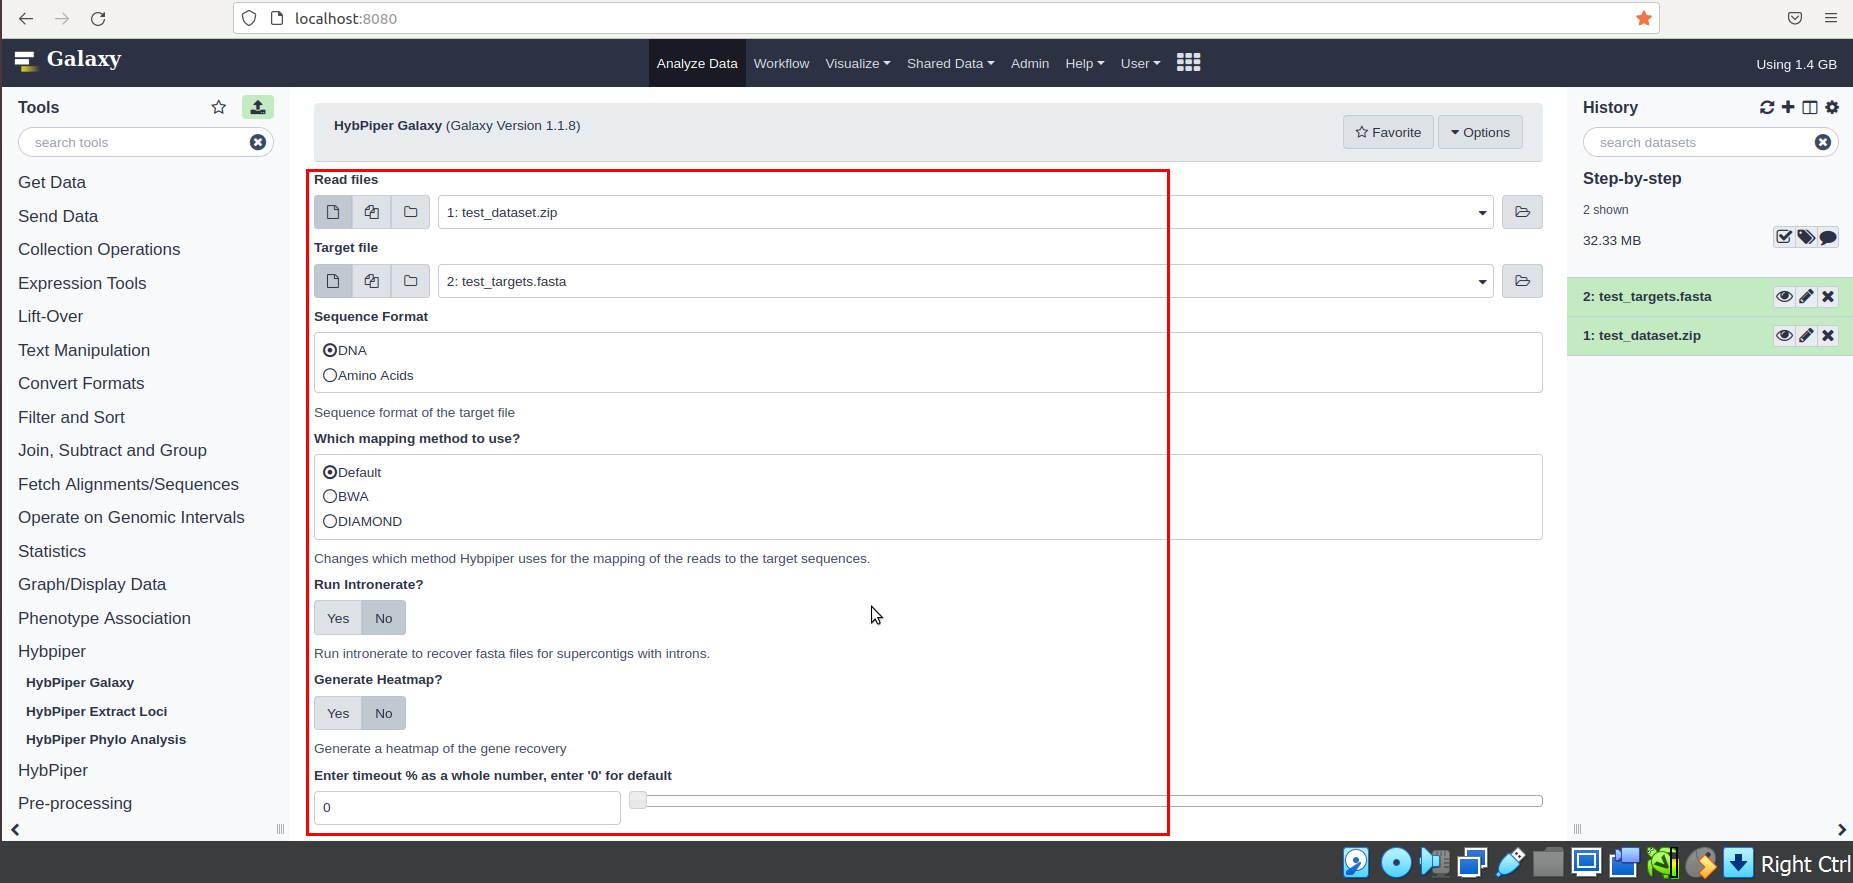 localhost:8080
Galaxy
Analyze Data Workflow Visualize Shared Data Admin Help User
Using 1.4 GB
Tools
search tools
Get Data
Send Data
Collection Operations
Expression Tools
Lift-Over
Text Manipulation
Convert Formats
Filter and Sort
Join, Subtract and Group
Fetch Alignments/Sequences
Operate on Genomic Intervals
Statistics
Graph/Display Data
Phenotype Association
Hybpiper
HybPiper Galaxy
HybPiper Extract Loci
HybPiper Phylo Analysis
HybPiper
Pre-processing
HybPiper Galaxy (Galaxy Version 1.1.8)
Favorite
Options
Read files
1: test_dataset.zip
Target file
2: test_targets.fasta
Sequence Format
DNA
Amino Acids
Sequence format of the target file
Which mapping method to use?
Default
BWA
DIAMOND
Changes which method Hybpiper uses for the mapping of the reads to the target sequences.
Run Intronerate?
Yes No
Run intronerate to recover fasta files for supercontigs with introns.
Generate Heatmap?
Yes No
Generate a heatmap of the gene recovery
Enter timeout % as a whole number, enter '0' for default
0
History
search datasets
Step-by-step
2 shown
32.33 MB
2: test_targets.fasta
1: test_dataset.zip
Right Ctrl